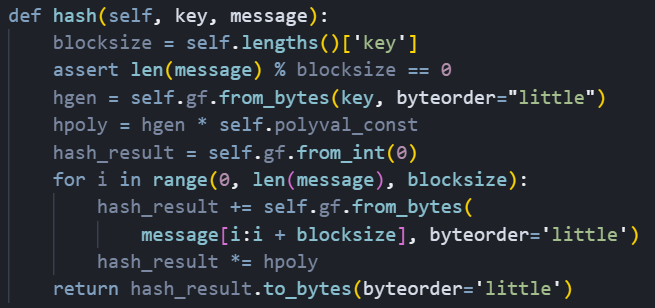 def hash(self, key, message):
    blocksize = self.lengths()['key']
    assert len(message) % blocksize == 0
    hgen = self.gf.from_bytes(key, byteorder="little")
    hpoly = hgen * self.polyval_const
    hash_result = self.gf.from_int(0)
    for i in range(0, len(message), blocksize):
        hash_result += self.gf.from_bytes(
            message[i:i + blocksize], byteorder='little')
        hash_result *= hpoly
    return hash_result.to_bytes(byteorder='little')